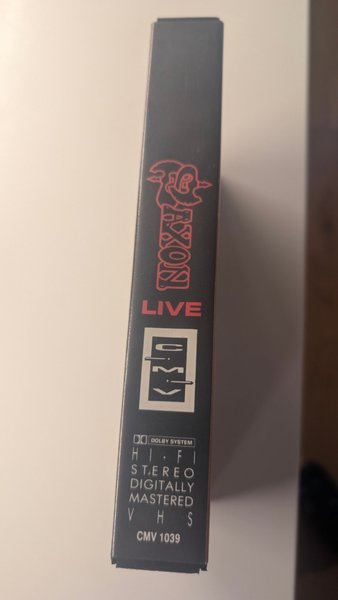 SAXON
LIVE
C·M·V
DOLBY SYSTEM
HI-FI
STEREO
DIGITALLY
MASTERED
VHS
CMV 1039